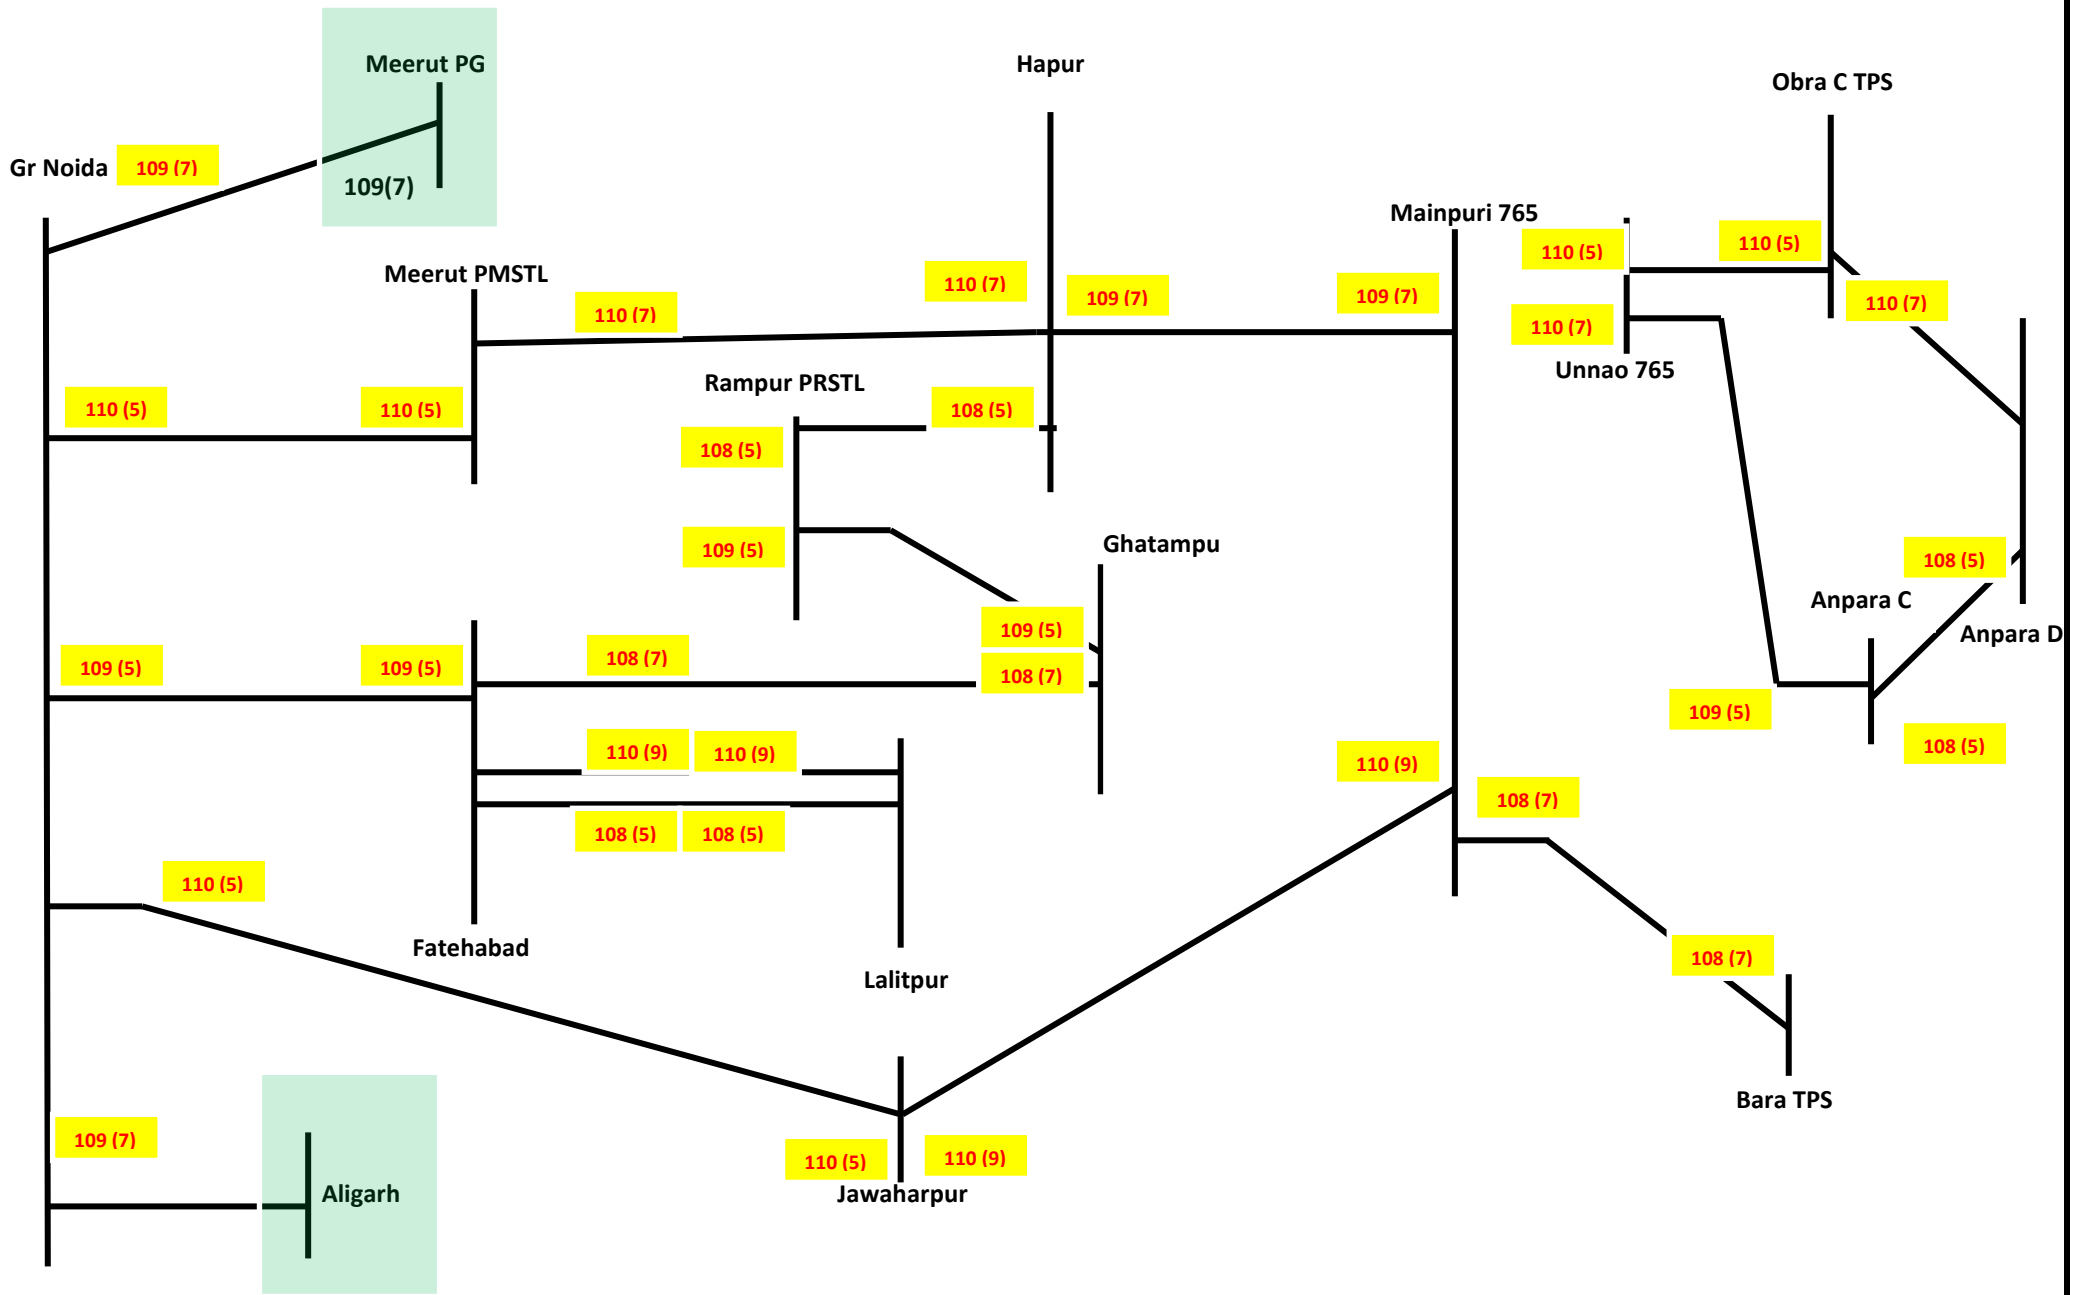 Meerut PG
Hapur
Obra C TPS
Gr Noida
109 (7)
109(7)
Mainpuri 765
110 (5)
110 (5)
Meerut PMSTL
110 (7)
110 (7)
109 (7)
109 (7)
110 (7)
110 (7)
Unnao 765
Rampur PRSTL
110 (5)
110 (5)
108 (5)
108 (5)
109 (5)
Ghatampu
108 (5)
Anpara C
Anpara D
109 (5)
109 (5)
109 (5)
108 (7)
108 (7)
109 (5)
108 (5)
110 (9)
110 (9)
110 (9)
108 (7)
108 (5)
108 (5)
110 (5)
Fatehabad
Lalitpur
108 (7)
Bara TPS
109 (7)
Aligarh
110 (5)
110 (9)
Jawaharpur